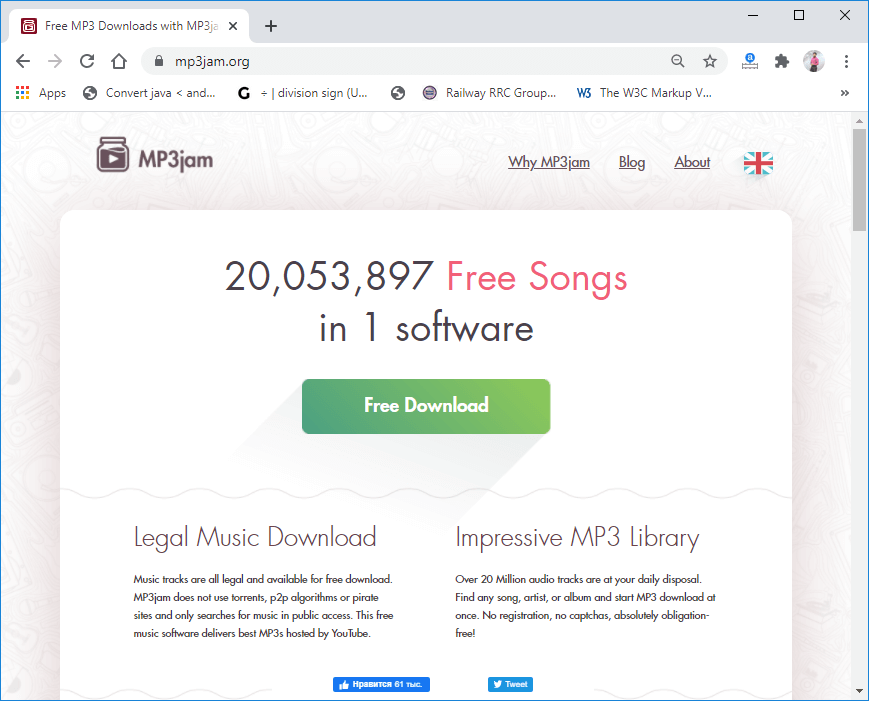 Free MP3 Downloads with MP3ja
mp3jam.org
Apps
Convert java < and...
G
÷ | division sign (U...
Railway RRC Group...
W3
The W3C Markup V...
»
MP3jam
Why MP3jam
Blog
About
20,053,897 Free Songs
in 1 software
Free Download
Legal Music Download
Music tracks are all legal and available for free download.
MP3jam does not use torrents, p2p algorithms or pirate
sites and only searches for music in public access. This free
music software delivers best MP3s hosted by YouTube.
Impressive MP3 Library
Over 20 Million audio tracks are at your daily disposal.
Find any song, artist, or album and start MP3 download at
once. No registration, no captchas, absolutely obligation-
free!
Нравится 61 тыс.
Tweet